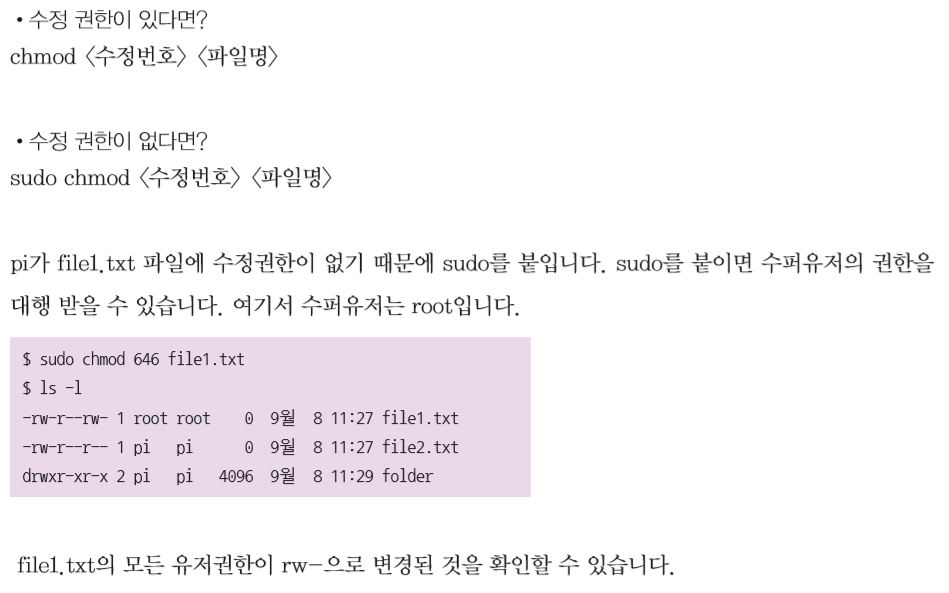 • 수정 권한이 있다면?
chmod 〈수정번호〉 〈파일명〉
• 수정 권한이 없다면?
sudo chmod 〈수정번호〉 〈파일명〉
pi가 file1.txt 파일에 수정권한이 없기 때문에 sudo를 붙입니다. sudo를 붙이면 수퍼유저의 권한을
대행 받을 수 있습니다. 여기서 수퍼유저는 root입니다.
$ sudo chmod 646 file1.txt
$ ls -l
-rw-r--rw- 1 root root    0  9월  8 11:27 file1.txt
-rw-r--r-- 1 pi   pi      0  9월  8 11:27 file2.txt
drwxr-xr-x 2 pi   pi   4096  9월  8 11:29 folder
file1.txt의 모든 유저권한이 rw-으로 변경된 것을 확인할 수 있습니다.